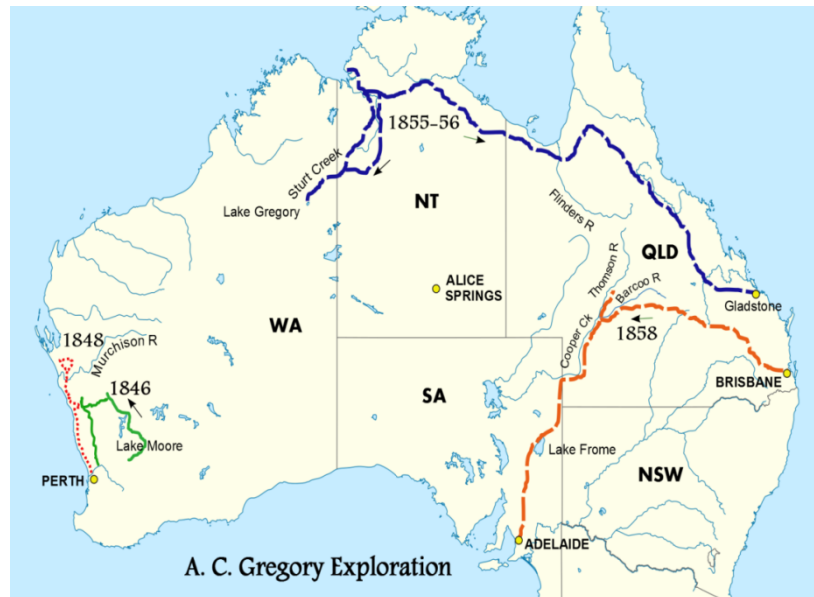 1855-56
Sturt Creek
Lake Gregory
NT
Flinders R
QLD
Thomson R
Barcoo R
ALICE
SPRINGS
Gladstone
WA
1858
Cooper Ck
1848
Murchison R
1846
SA
BRISBANE
Lake Moore
Lake Frome
NSW
PERTH
ADELAIDE
A. C. Gregory Exploration